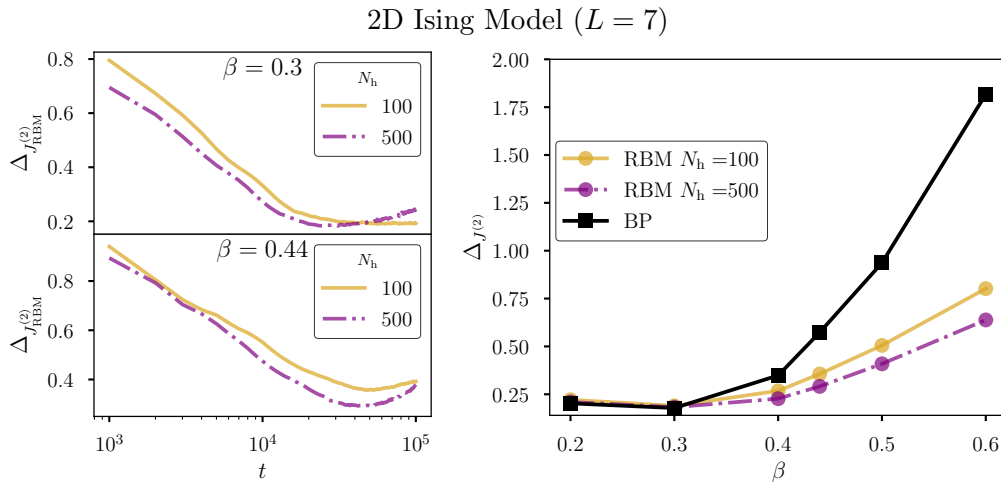 2D Ising Model (L = 7)
0.8
0.6
0.4
0.2
Δ_{J^{(2)}_{RBM}}
β = 0.3
N_h
100
500
0.8
0.6
0.4
Δ_{J^{(2)}_{RBM}}
β = 0.44
N_h
100
500
10^3
10^4
10^5
t
2.00
1.75
1.50
1.25
1.00
0.75
0.50
0.25
Δ_{J^{(2)}}
RBM N_h =100
RBM N_h =500
BP
0.2
0.3
0.4
0.5
0.6
β